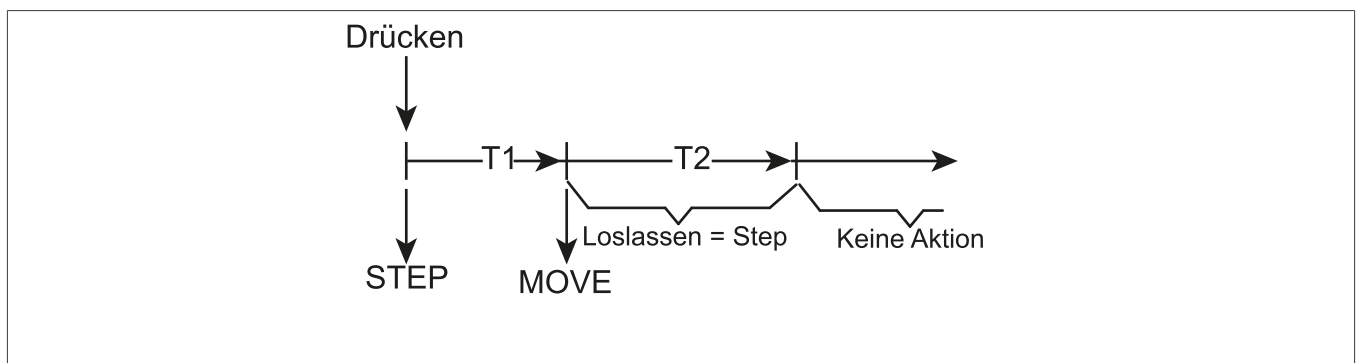 Drücken
T1
T2
Loslassen = Step
Keine Aktion
STEP
MOVE